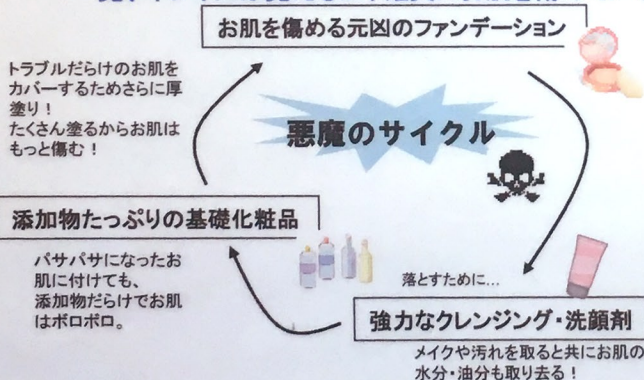 お肌を傷める元凶のファンデーション
トラブルだらけのお肌を
カバーするためさらに厚
塗り！
たくさん塗るからお肌は
もっと傷む！
悪魔のサイクル
添加物たっぷりの基礎化粧品
パサパサになったお
肌に付けても、
添加物だらけでお肌
はボロボロ。
落とすために…
強力なクレンジング・洗顔剤
メイクや汚れを取ると共にお肌の
水分・油分も取り去る！